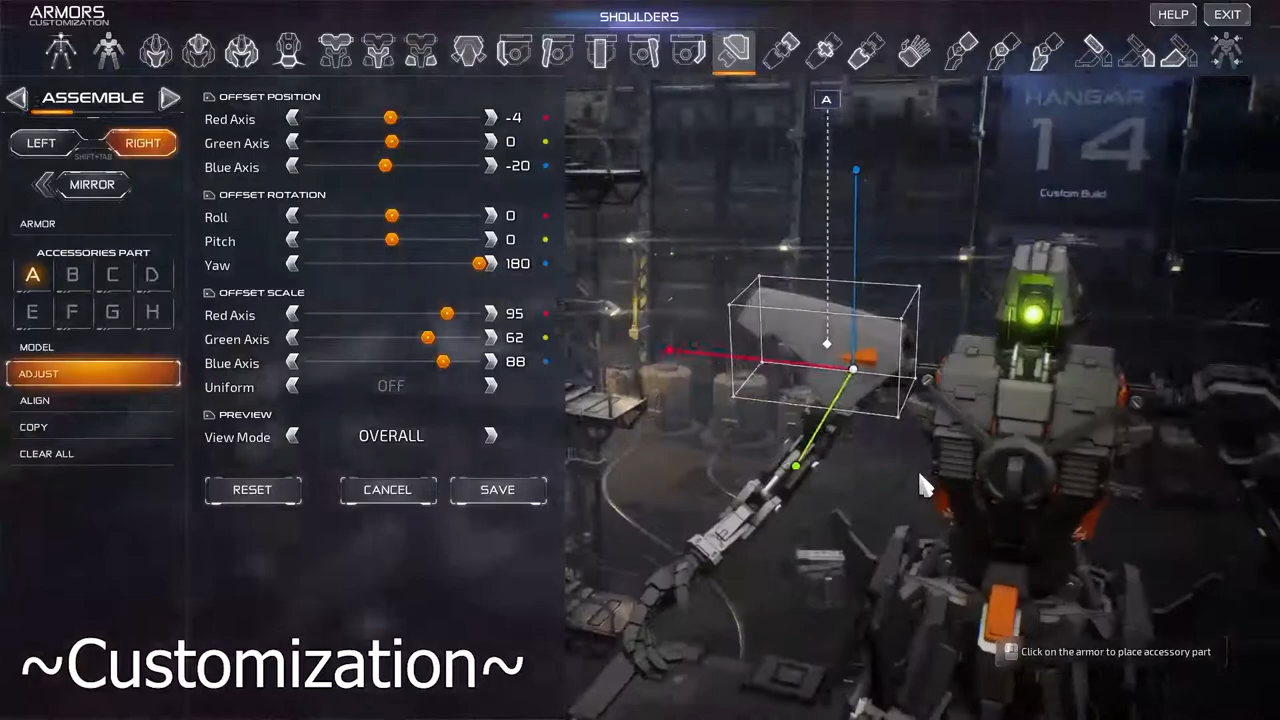 ARMORS
CUSTOMIZATION
SHOULDERS
HELP
EXIT
ASSEMBLE
LEFT
RIGHT
SHIFT+TAB
MIRROR
ARMOR
ACCESSORIES PART
A B C D
E F G H
MODEL
ADJUST
ALIGN
COPY
CLEAR ALL
OFFSET POSITION
Red Axis -4
Green Axis 0
Blue Axis -20
OFFSET ROTATION
Roll 0
Pitch 0
Yaw 180
OFFSET SCALE
Red Axis 95
Green Axis 62
Blue Axis 88
Uniform OFF
PREVIEW
View Mode OVERALL
RESET
CANCEL
SAVE
A
HANGAR
14
Custom Build
Click on the armor to place accessory part
~Customization~